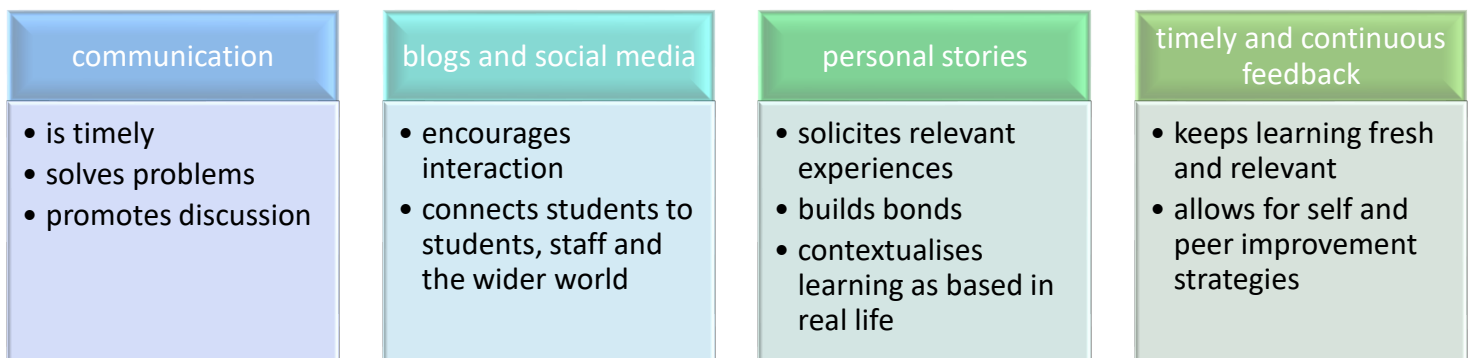 communication
• is timely
• solves problems
• promotes discussion
blogs and social media
• encourages
interaction
• connects students to
students, staff and
the wider world
personal stories
• solicites relevant
experiences
• builds bonds
• contextualises
learning as based in
real life
timely and continuous
feedback
• keeps learning fresh
and relevant
• allows for self and
peer improvement
strategies